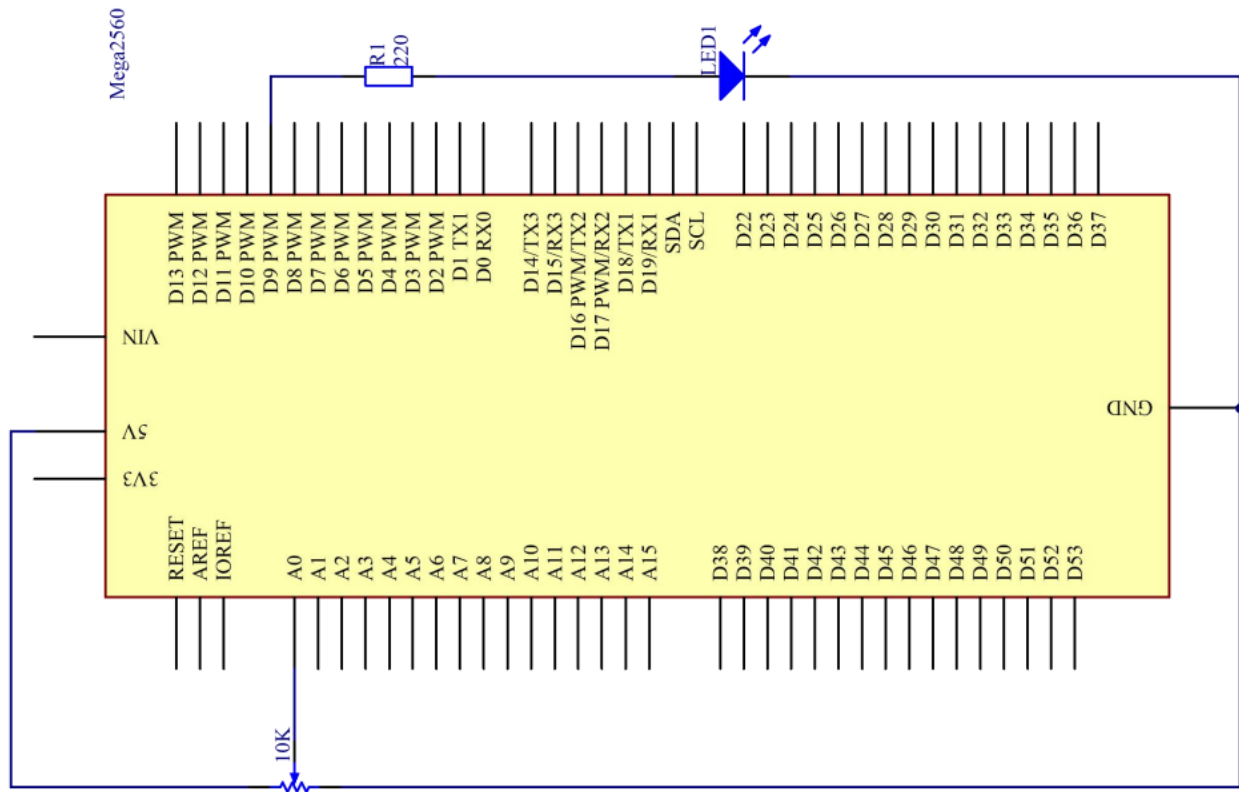 Mega2560
R1
220
LED1
D13 PWM
D12 PWM
D11 PWM
D10 PWM
D9 PWM
D8 PWM
D7 PWM
D6 PWM
D5 PWM
D4 PWM
D3 PWM
D2 PWM
D1 TX1
D0 RX0
D14/TX3
D15/RX3
D16 PWM/TX2
D17 PWM/RX2
D18/TX1
D19/RX1
SDA
SCL
D22
D23
D24
D25
D26
D27
D28
D29
D30
D31
D32
D33
D34
D35
D36
D37
VIN
5V
3V3
GND
RESET
AREF
IOREF
A0
A1
A2
A3
A4
A5
A6
A7
A8
A9
A10
A11
A12
A13
A14
A15
D38
D39
D40
D41
D42
D43
D44
D45
D46
D47
D48
D49
D50
D51
D52
D53
10K